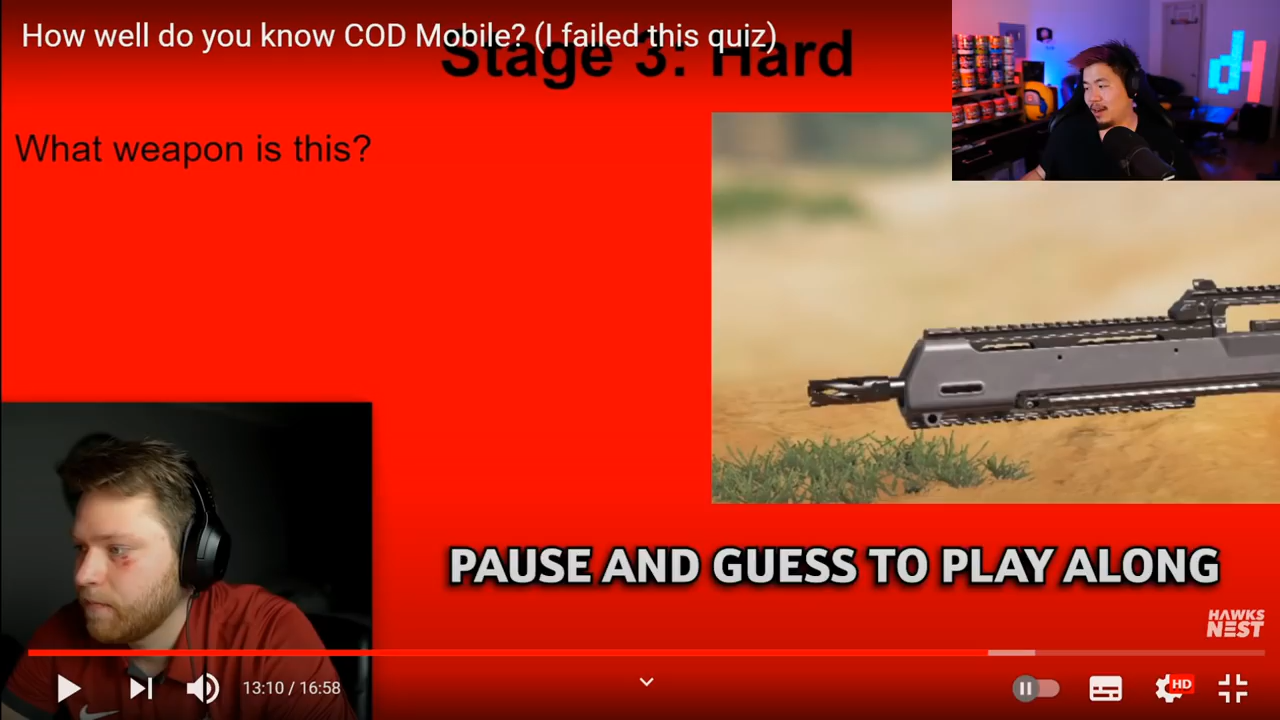 How well do you know COD Mobile? (I failed this quiz)
Stage 3: Hard
What weapon is this?
PAUSE AND GUESS TO PLAY ALONG
HAWKS
NEST
13:10 / 16:58
HD